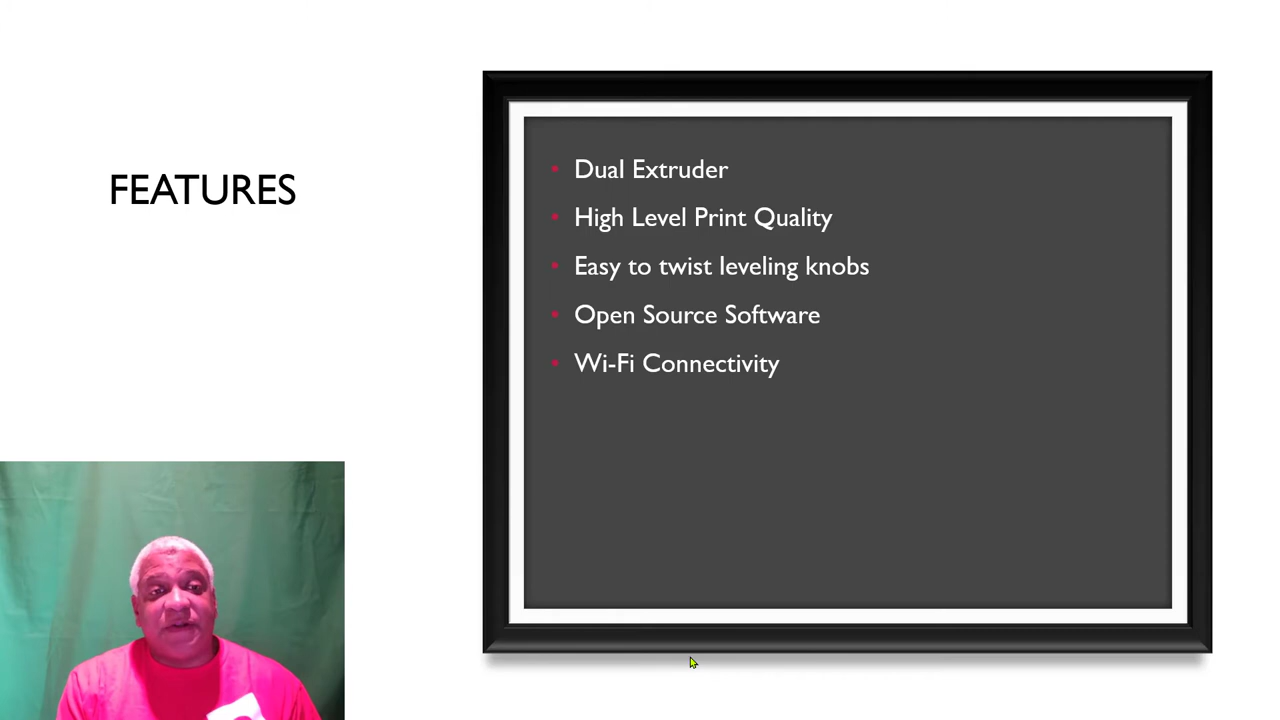 FEATURES
• Dual Extruder
• High Level Print Quality
• Easy to twist leveling knobs
• Open Source Software
• Wi-Fi Connectivity